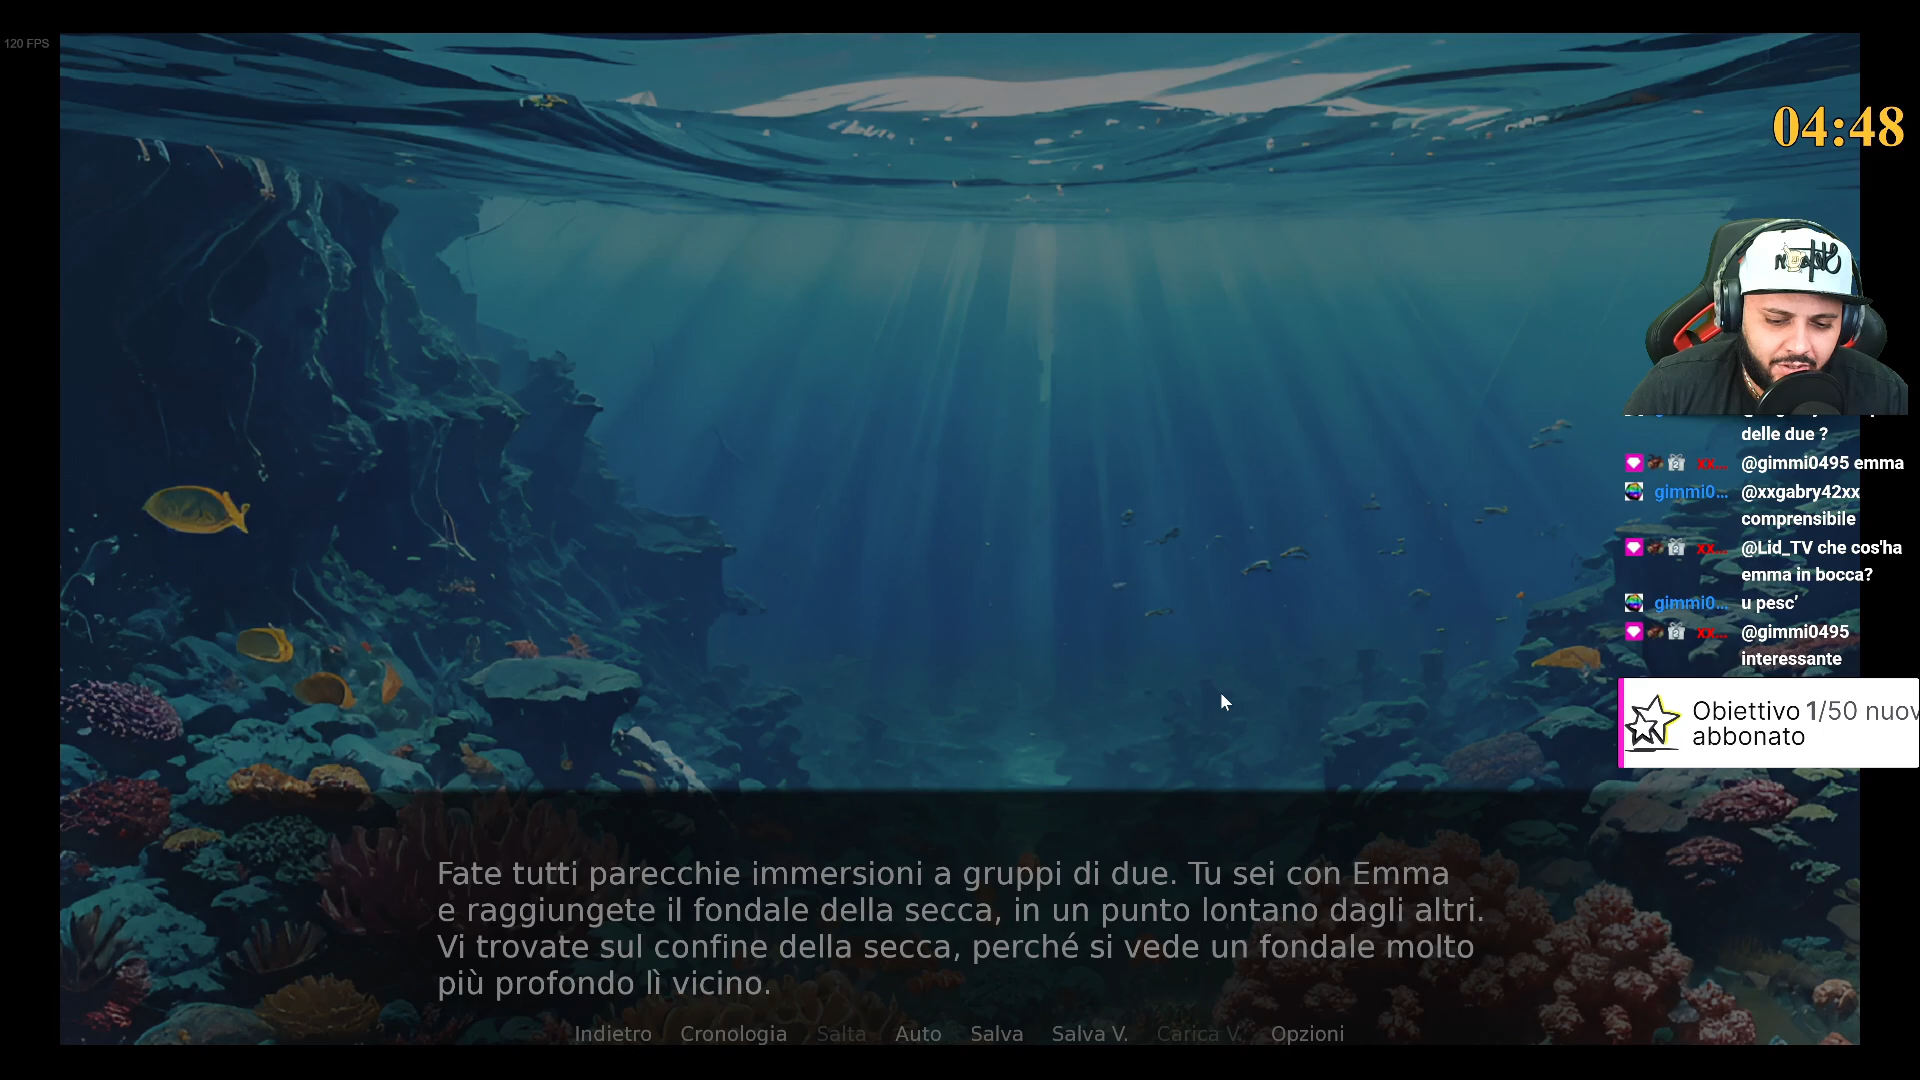 120 FPS
04:48
delle due ?
xx... @gimmi0495 emma
gimmi0... @xxgabry42xx
comprensibile
xx... @Lid_TV che cos'ha
emma in bocca?
gimmi0... u pesc’
xx... @gimmi0495
interessante
Obiettivo 1/50 nuov
abbonato
Fate tutti parecchie immersioni a gruppi di due. Tu sei con Emma
e raggiungete il fondale della secca, in un punto lontano dagli altri.
Vi trovate sul confine della secca, perché si vede un fondale molto
più profondo lì vicino.
Indietro Cronologia Salta Auto Salva Salva V. Carica V. Opzioni